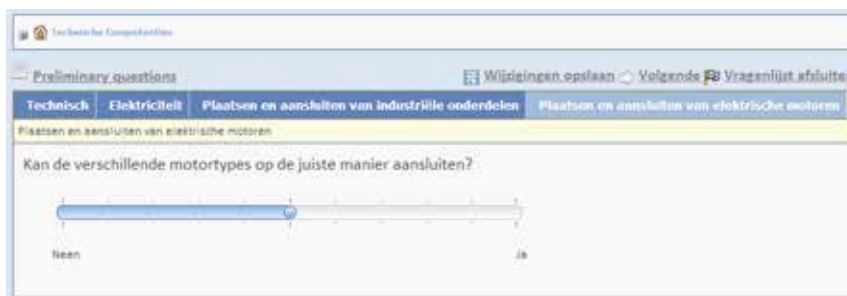 Technische Competenties
Preliminary questions Wijzigingen opslaan Volgende Vragenlijst afsluiten
Technisch Elektriciteit Plaatsen en aansluiten van industriële onderdelen Plaatsen en aansluiten van elektrische motoren
Plaatsen en aansluiten van elektrische motoren
Kan de verschillende motortypes op de juiste manier aansluiten?
Neen Ja